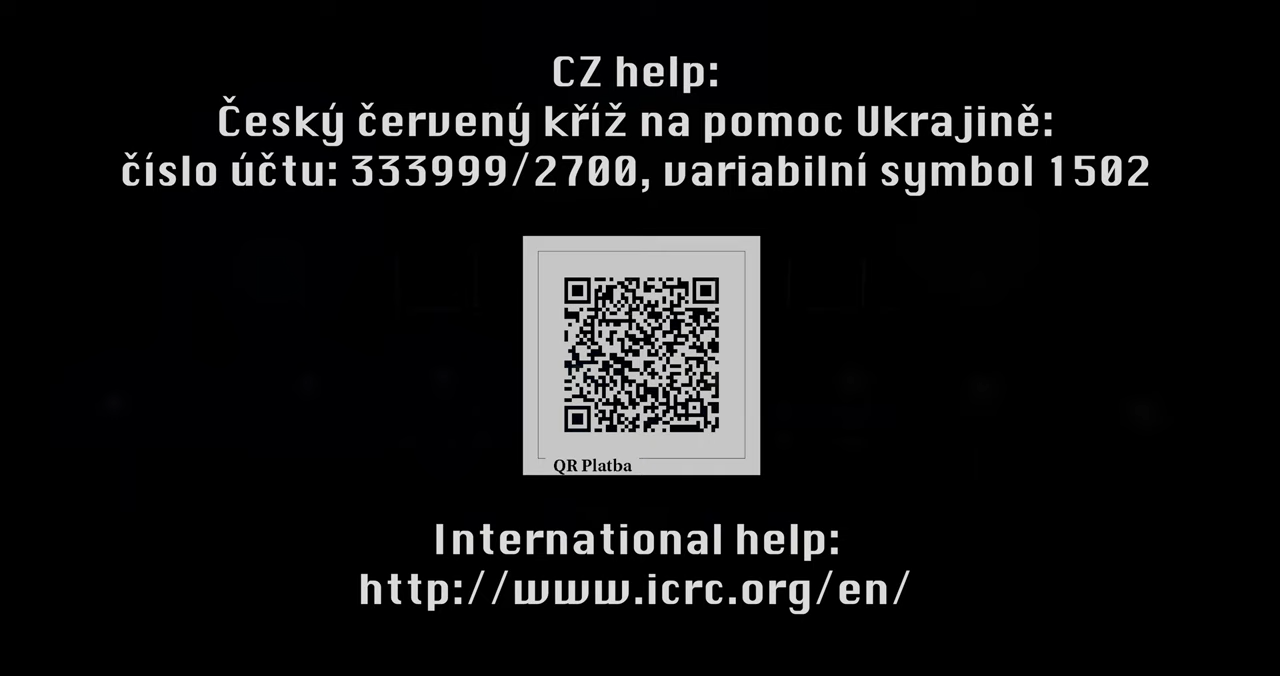 CZ help:
Český červený kříž na pomoc Ukrajině:
číslo účtu: 333999/2700, variabilní symbol 1502
QR Platba
International help:
http://www.icrc.org/en/